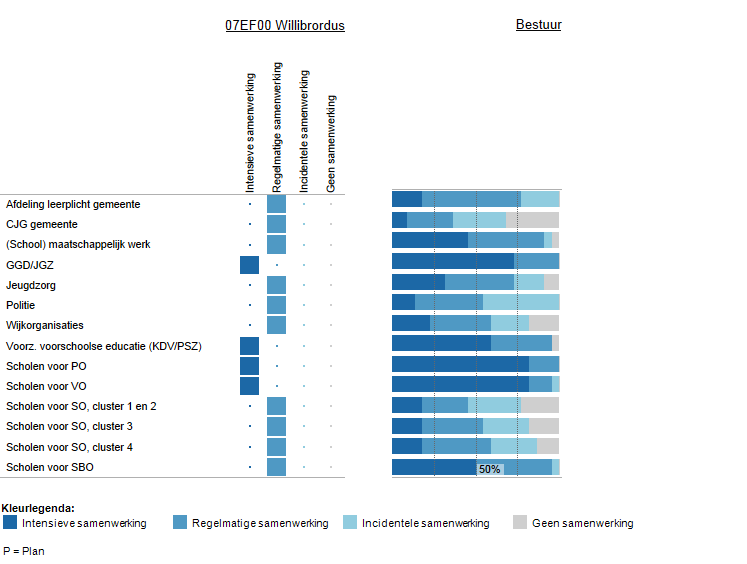 07EF00 Willibrordus
Bestuur
Intensieve samenwerking
Regelmatige samenwerking
Incidentele samenwerking
Geen samenwerking
Afdeling leerplicht gemeente
CJG gemeente
(School) maatschappelijk werk
GGD/JGZ
Jeugdzorg
Politie
Wijkorganisaties
Voorz. voorschoolse educatie (KDV/PSZ)
Scholen voor PO
Scholen voor VO
Scholen voor SO, cluster 1 en 2
Scholen voor SO, cluster 3
Scholen voor SO, cluster 4
Scholen voor SBO
50%
Kleurlegenda:
Intensieve samenwerking
Regelmatige samenwerking
Incidentele samenwerking
Geen samenwerking
P = Plan